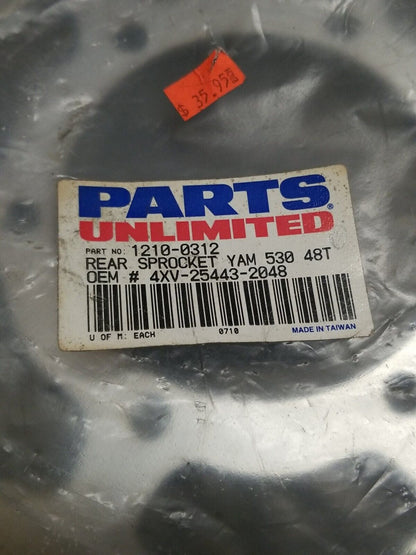 $ 35.95
PARTS
UNLIMITED
PART NO: 1210-0312
REAR SPROCKET YAM 530 48T
OEM # 4XV-25443-2048
U OF M: EACH 0710 MADE IN TAIWAN